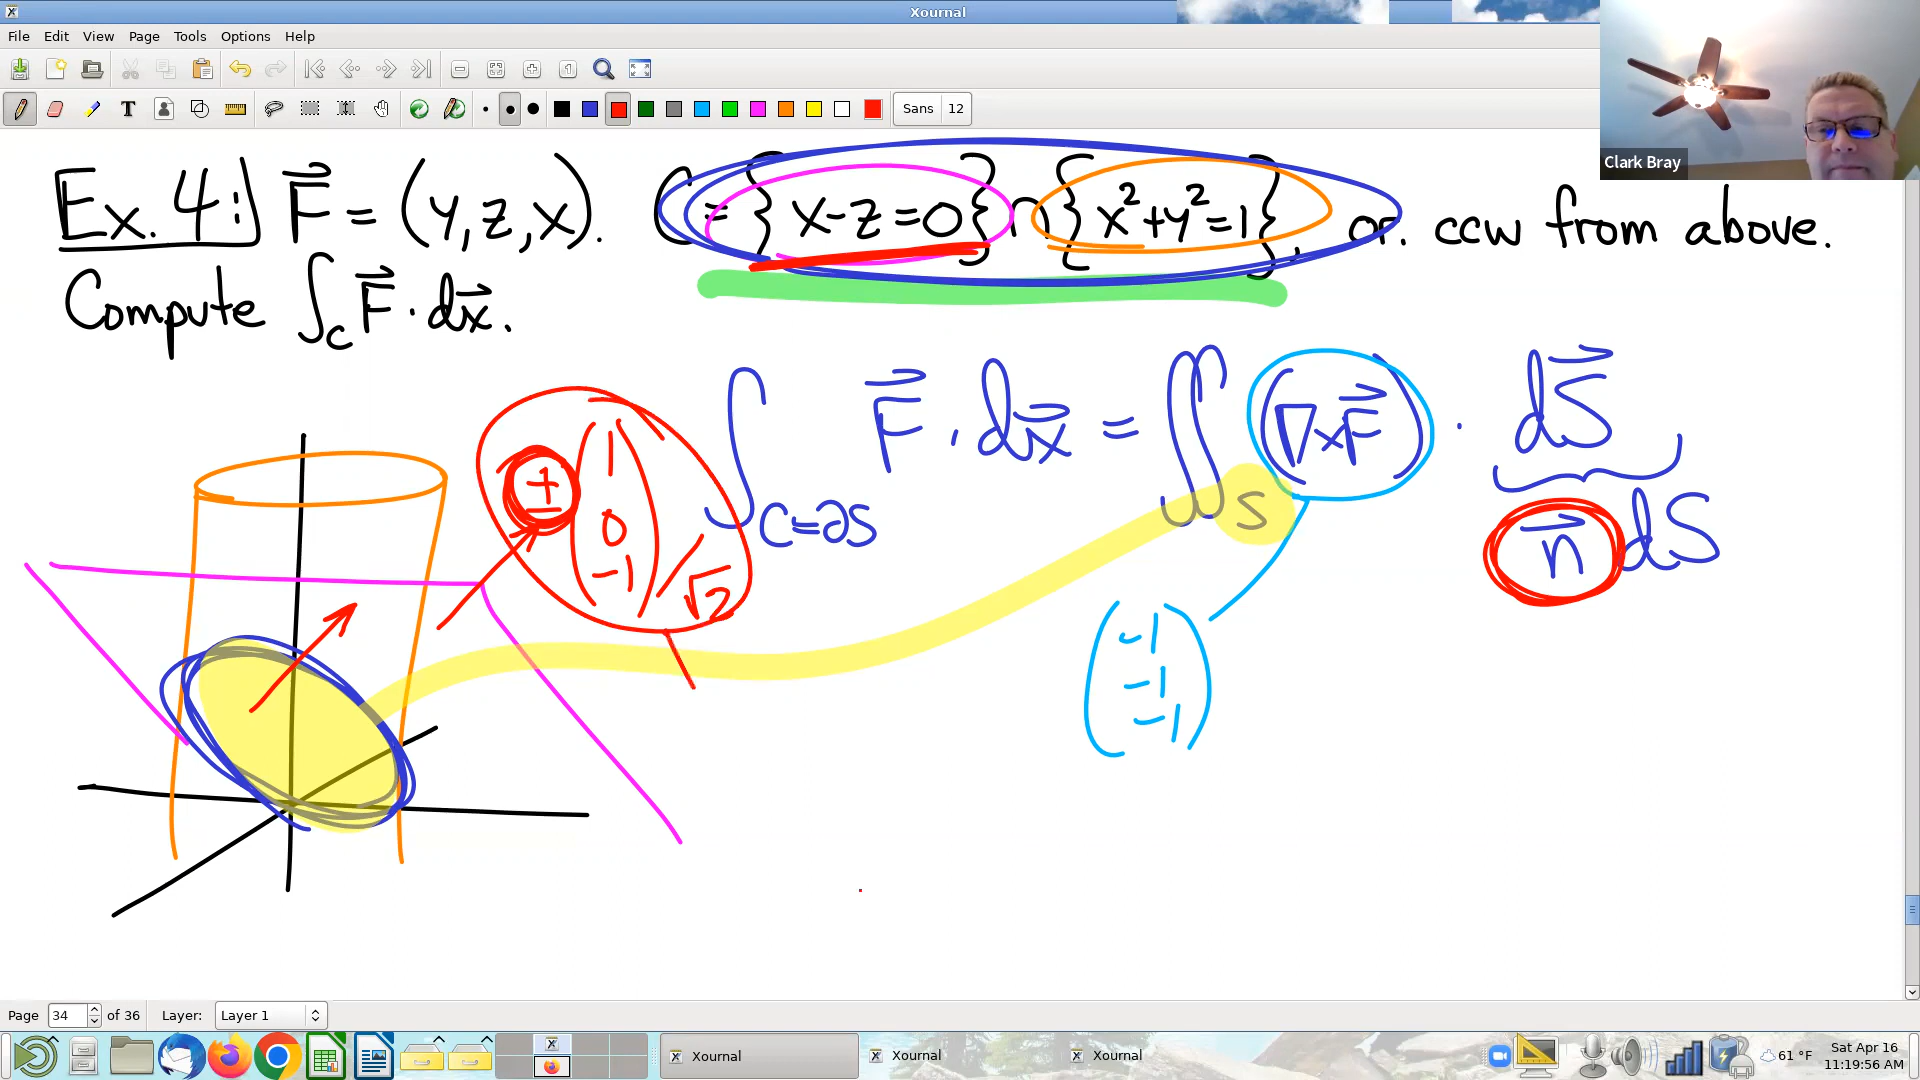 Xournal
File Edit View Page Tools Options Help
Sans 12
Clark Bray
Ex. 4: F⃗ = (y, z, x). C = { x-z=0 } ∩ { x²+y²=1 }, or. ccw from above.
Compute ∫_C F⃗ · dx⃗.
∫_{C=∂S} F⃗ · dx⃗ = ∬_S (∇×F⃗) · dS⃗
± (1 0 -1) / √2
n⃗ dS
(-1 -1 -1)
Page 34 of 36 Layer: Layer 1
Xournal Xournal Xournal
61 °F
Sat Apr 16
11:19:56 AM